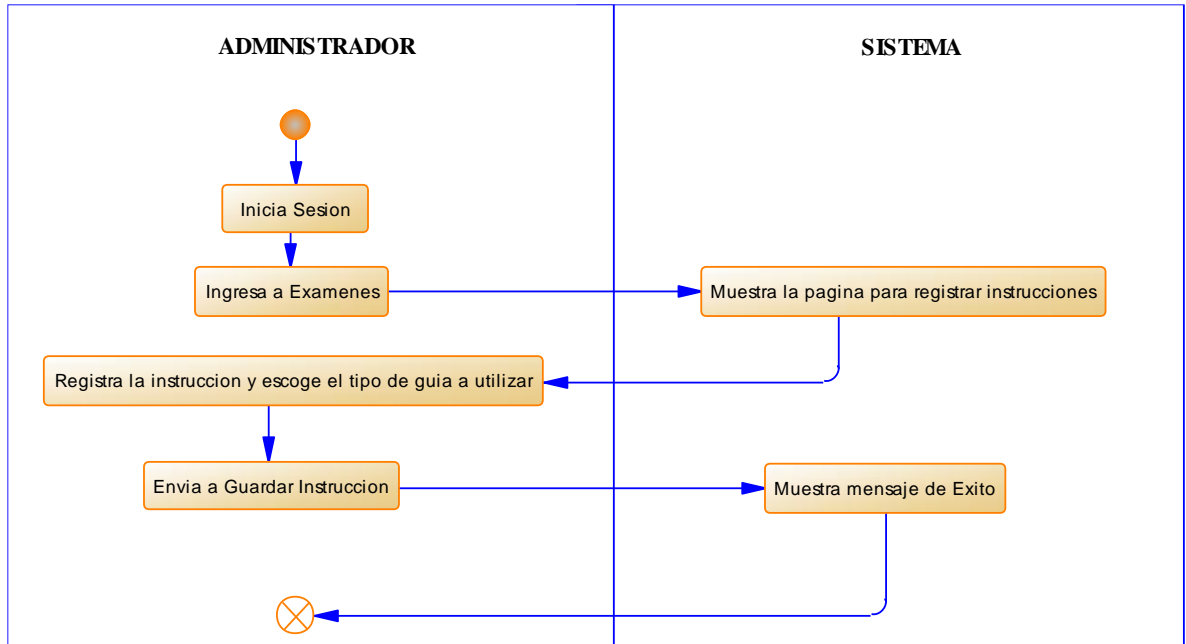 ADMINISTRADOR
SISTEMA
Inicia Sesion
Ingresa a Examenes
Muestra la pagina para registrar instrucciones
Registra la instruccion y escoge el tipo de guia a utilizar
Envia a Guardar Instruccion
Muestra mensaje de Exito